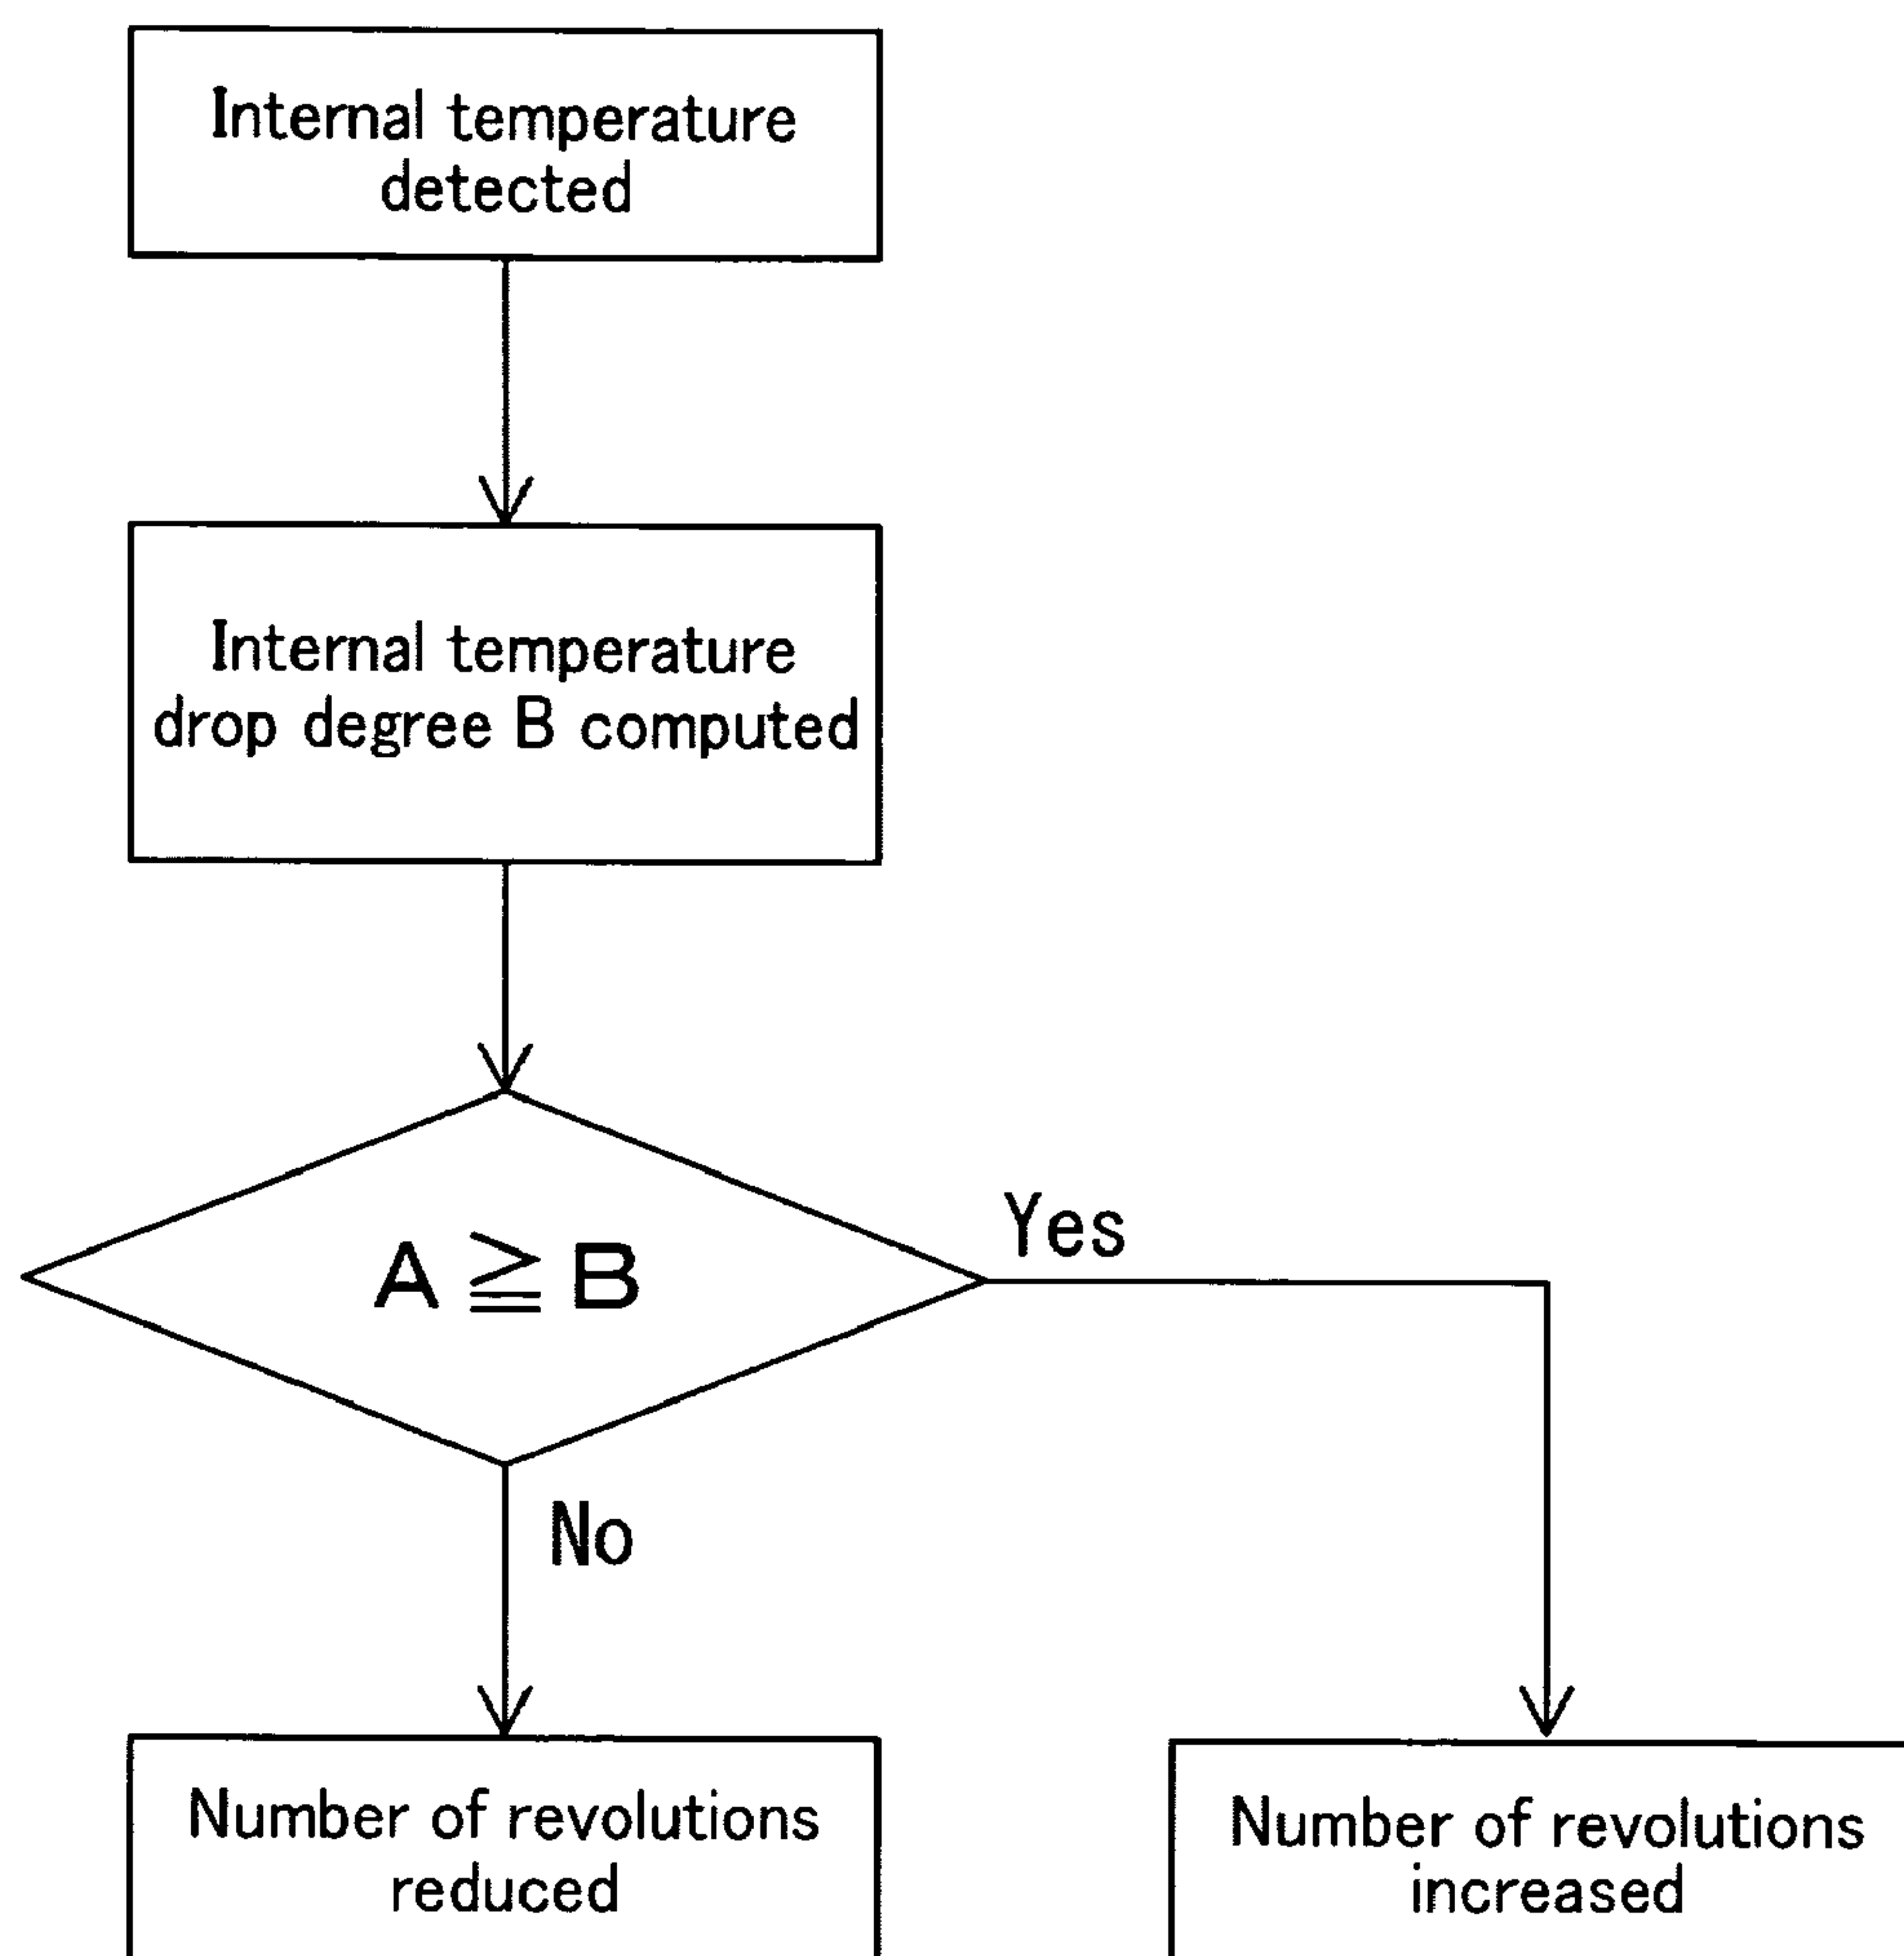 Internal temperature
detected
Internal temperature
drop degree B computed
A ≧ B
Yes
No
Number of revolutions
reduced
Number of revolutions
increased